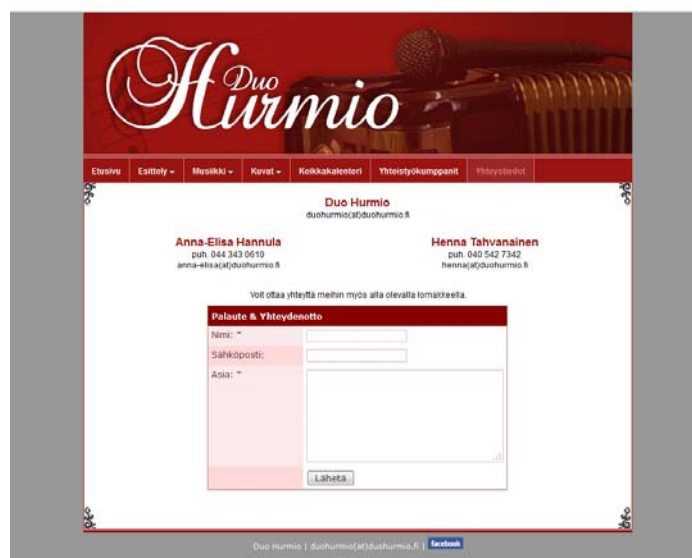 Duo
Hurmio
Etusivu Esittely Musiikki Kuvat Keikkakalenteri Yhteistyökumppanit Yhteystiedot
Duo Hurmio
duohurmio(at)duohurmio.fi
Anna-Elisa Hannula Henna Tahvanainen
puh. 044 343 0610 puh. 040 542 7342
anna-elisa(at)duohurmio.fi henna(at)duohurmio.fi
Voit ottaa yhteyttä meihin myös alla olevalla lomakkeella.
Palaute & Yhteydenotto
Nimi: *
Sähköposti:
Asia: *
Lähetä
Duo Hurmio | duohurmio(at)duohurmio.fi | facebook